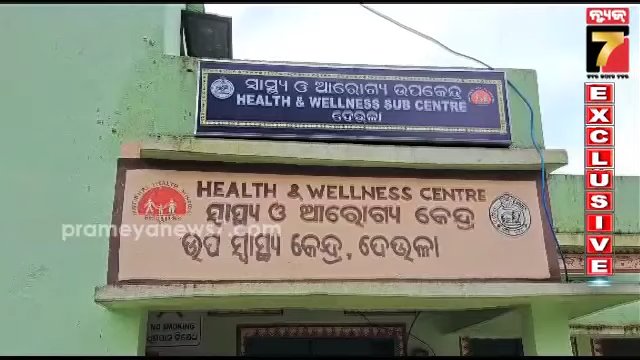 ନ୍ୟୁଜ୍
7
EXCLUSIVE
ସ୍ୱାସ୍ଥ୍ୟ ଓ ଆରୋଗ୍ୟ ଉପକେନ୍ଦ୍ର
HEALTH & WELLNESS SUB CENTRE
ଦେଉଳା
HEALTH & WELLNESS CENTRE
ସ୍ୱାସ୍ଥ୍ୟ ଓ ଆରୋଗ୍ୟ କେନ୍ଦ୍ର
ଉପ ସ୍ୱାସ୍ଥ୍ୟ କେନ୍ଦ୍ର, ଦେଉଳା
prameyanews7.com
NO SMOKING